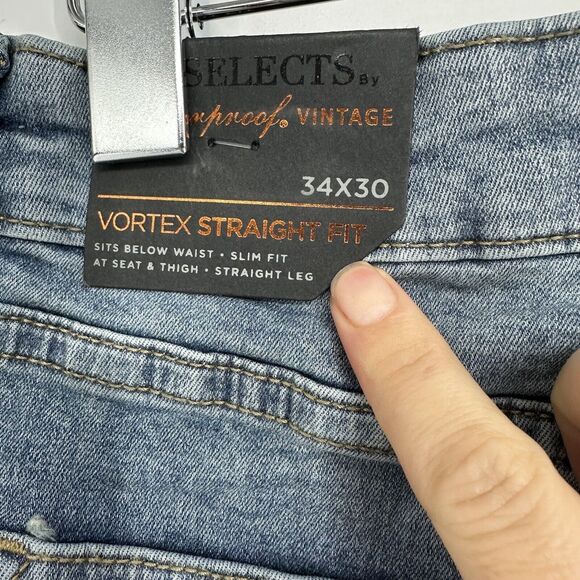 SELECTS BY
VINTAGE
34X30
VORTEX STRAIGHT FIT
SITS BELOW WAIST • SLIM FIT
AT SEAT & THIGH • STRAIGHT LEG